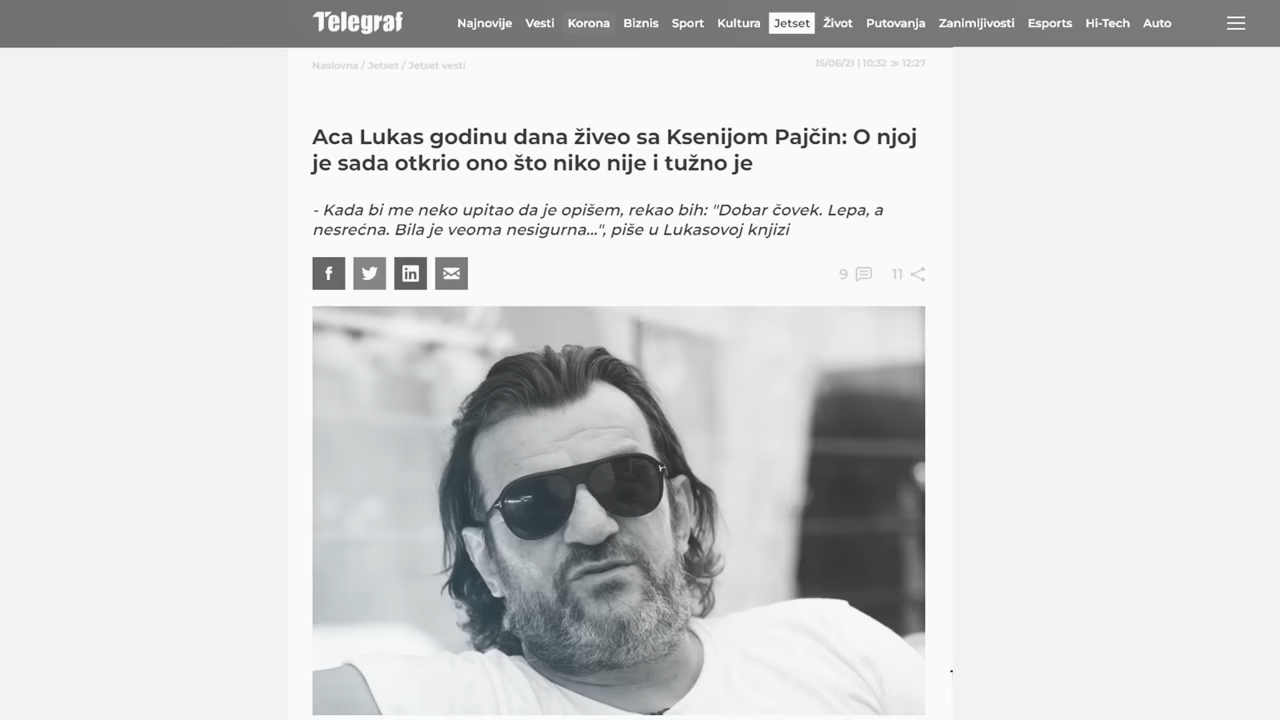 Telegraf
Najnovije Vesti Korona Biznis Sport Kultura Jetset Život Putovanja Zanimljivosti Esports Hi-Tech Auto
Naslovna / Jetset / Jetset vesti
15/06/21 | 10:32 ≫ 12:27
Aca Lukas godinu dana živeo sa Ksenijom Pajčin: O njoj
je sada otkrio ono što niko nije i tužno je
- Kada bi me neko upitao da je opišem, rekao bih: "Dobar čovek. Lepa, a
nesrećna. Bila je veoma nesigurna...", piše u Lukasovoj knjizi
9 11